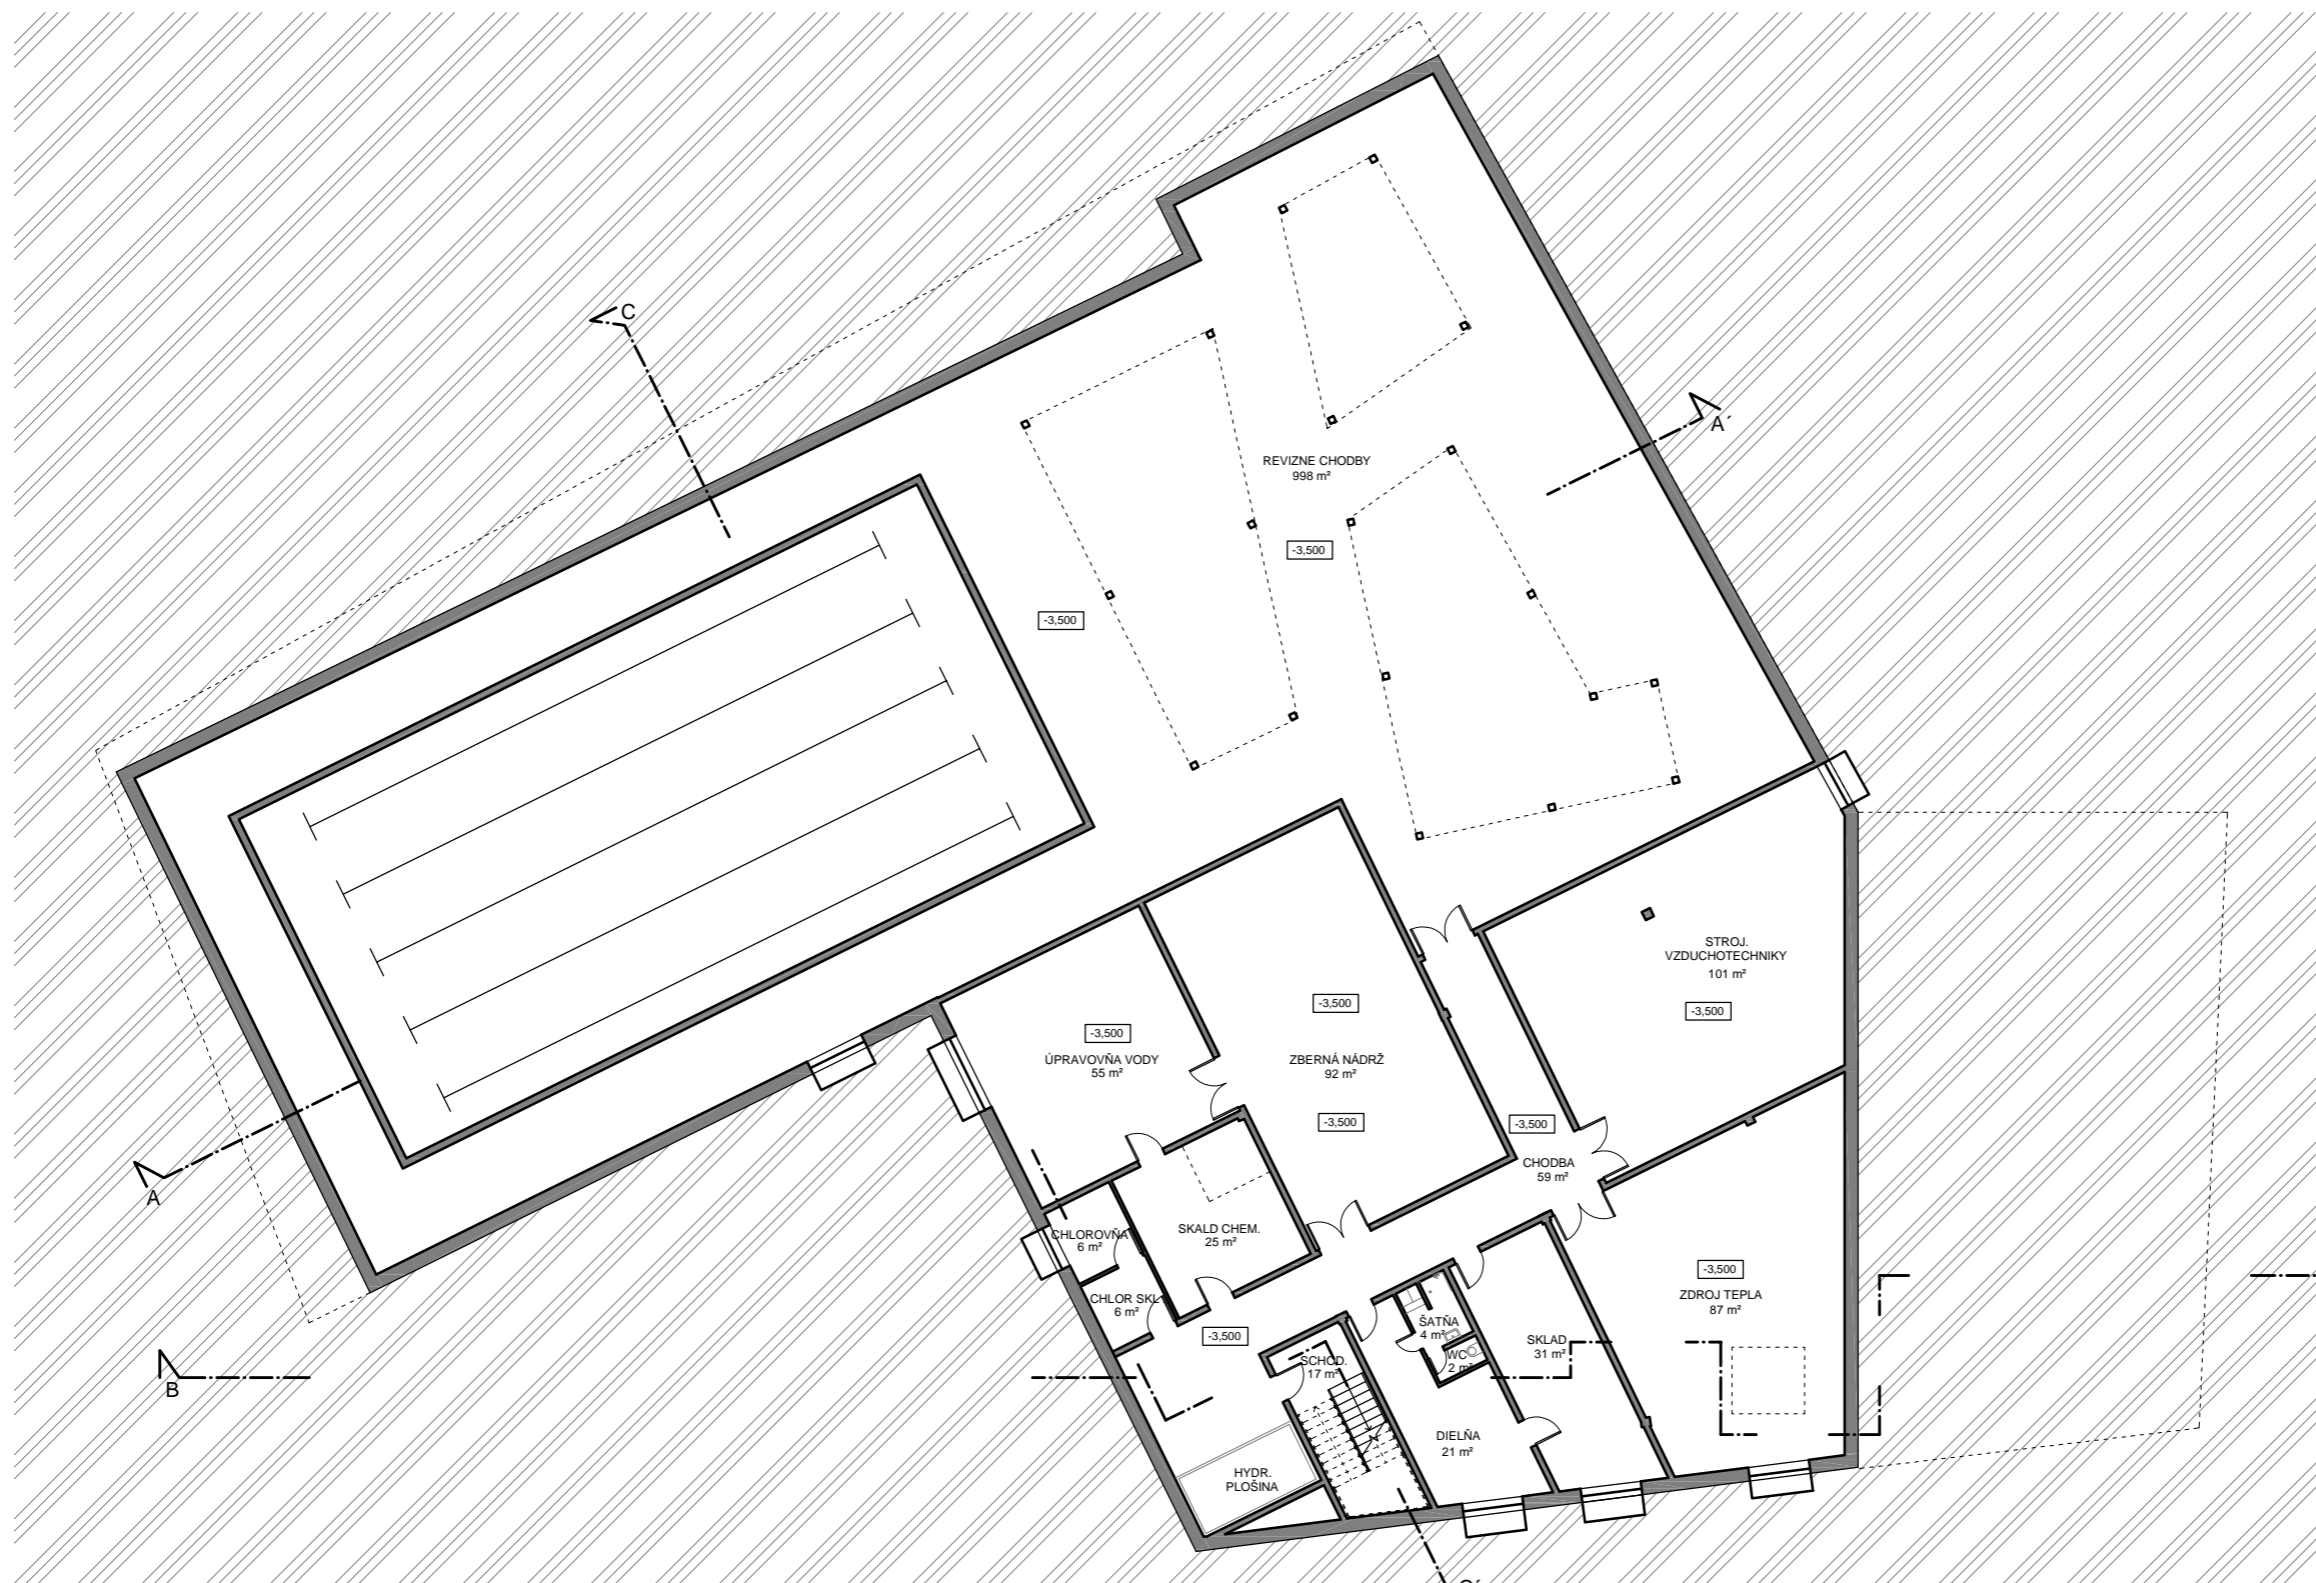 C
A´
REVIZNE CHODBY
998 m²
-3,500
-3,500
STROJ.
VZDUCHOTECHNIKY
101 m²
-3,500
-3,500
ZBERNÁ NÁDRŽ
92 m²
-3,500
-3,500
ÚPRAVOVŇA VODY
55 m²
-3,500
CHODBA
59 m²
A
SKALD CHEM.
25 m²
CHLOROVŇA
6 m²
CHLOR SKL
6 m²
-3,500
-3,500
ZDROJ TEPLA
87 m²
ŠATŇA
4 m²
WC
2 m²
SKLAD
31 m²
SCHOD.
17 m²
B
DIELŇA
21 m²
HYDR.
PLOŠINA